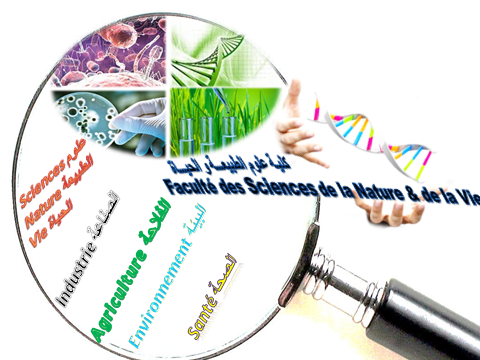 كلية علوم الطبيعة و الحياة
Faculté des Sciences de la Nature & de la Vie
Sciences علوم
Nature الطبيعة
Vie الحياة
Industrie الصناعة
Agriculture الفلاحة
Environnement البيئة
Santé الصحة